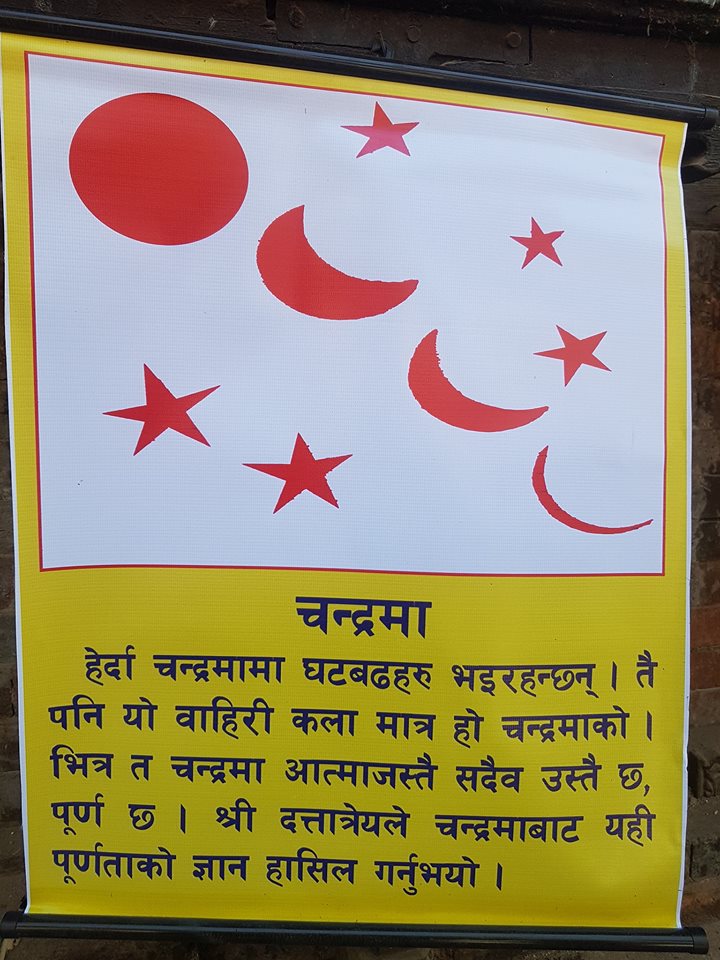 चन्द्रमा
हेर्दा चन्द्रमामा घटबढहरु भइरहन्छन् । तै
पनि यो वाहिरी कला मात्र हो चन्द्रमाको ।
भित्र त चन्द्रमा आत्माजस्तै सदैव उस्तै छ,
पूर्ण छ । श्री दत्तात्रेयले चन्द्रमाबाट यही
पूर्णताको ज्ञान हासिल गर्नुभयो ।